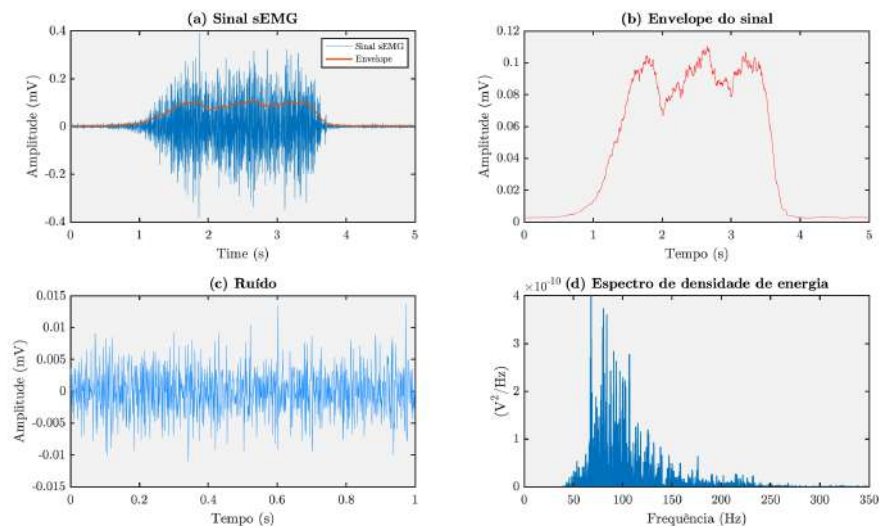 (a) Sinal sEMG
0.4
0.2
0
-0.2
-0.4
Amplitude (mV)
Sinal sEMG
Envelope
0 1 2 3 4 5
Time (s)
(b) Envelope do sinal
0.12
0.1
0.08
0.06
0.04
0.02
0
Amplitude (mV)
0 1 2 3 4 5
Tempo (s)
(c) Ruído
0.015
0.01
0.005
0
-0.005
-0.01
-0.015
Amplitude (mV)
0 0.2 0.4 0.6 0.8 1
Tempo (s)
(d) Espectro de densidade de energia
×10⁻¹⁰
4
3
2
1
0
(V²/Hz)
0 50 100 150 200 250 300 350
Frequência (Hz)